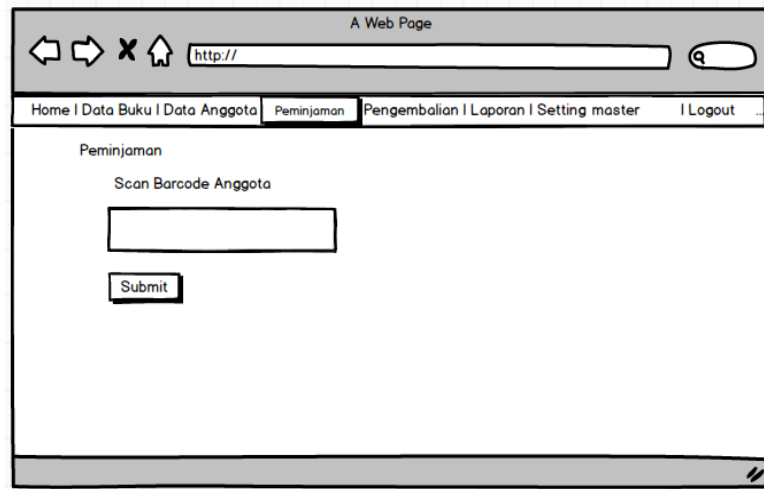 A Web Page
http://
Home | Data Buku | Data Anggota Peminjaman Pengembalian | Laporan | Setting master | Logout ...
Peminjaman
Scan Barcode Anggota
Submit